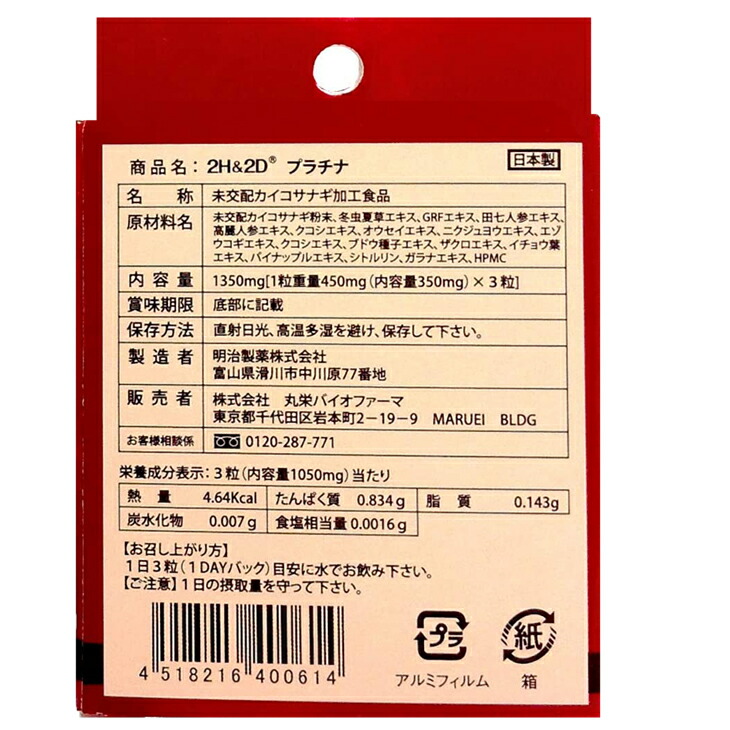 商品名：2H&2D® プラチナ 日本製
名称 未交配カイコサナギ加工食品
原材料名 未交配カイコサナギ粉末、冬虫夏草エキス、GRFエキス、田七人参エキス、
高麗人参エキス、クコシエキス、オウセイエキス、ニクジュヨウエキス、エゾ
ウコギエキス、クコシエキス、ブドウ種子エキス、ザクロエキス、イチョウ葉
エキス、パイナップルエキス、シトルリン、ガラナエキス、HPMC
内容量 1350mg[1粒重量450mg（内容量350mg）×３粒]
賞味期限 底部に記載
保存方法 直射日光、高温多湿を避け、保存して下さい。
製造者 明治製薬株式会社
富山県滑川市中川原77番地
販売者 株式会社 丸栄バイオファーマ
東京都千代田区岩本町2－19－9 MARUEI BLDG
お客様相談係 0120-287-771
栄養成分表示：３粒（内容量1050mg）当たり
熱量 4.64Kcal たんぱく質 0.834g 脂質 0.143g
炭水化物 0.007g 食塩相当量 0.0016g
【お召し上がり方】
１日３粒（１DAYパック）目安に水でお飲み下さい。
【ご注意】１日の摂取量を守って下さい。
プラ 紙
4 518216 400614 アルミフィルム 箱